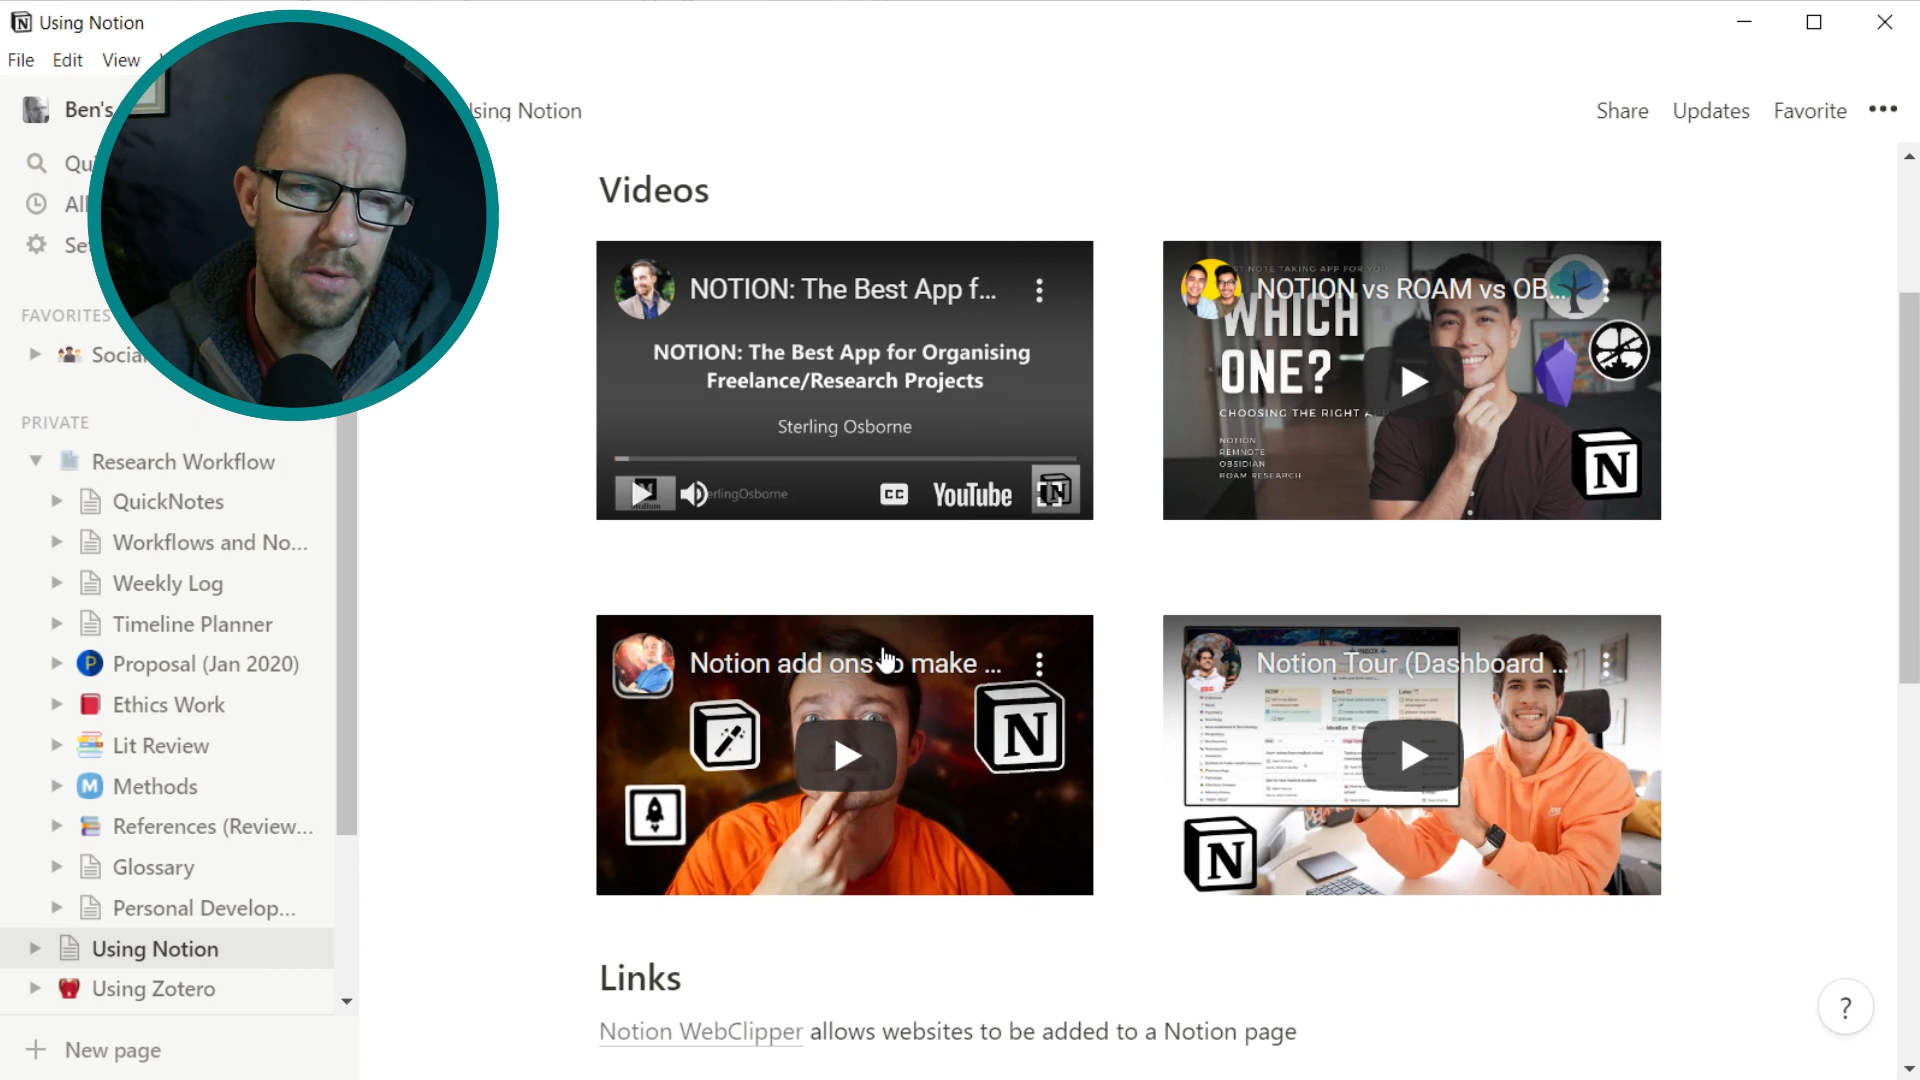 Using Notion
File Edit View
Ben's
Using Notion
Share Updates Favorite •••
FAVORITES
PRIVATE
Research Workflow
QuickNotes
Workflows and No...
Weekly Log
Timeline Planner
P Proposal (Jan 2020)
Ethics Work
Lit Review
M Methods
References (Review...
Glossary
Personal Develop...
Using Notion
Using Zotero
+ New page
Videos
NOTION: The Best App f...
NOTION: The Best App for Organising
Freelance/Research Projects
Sterling Osborne
CC YouTube
NOTION vs ROAM vs OB...
WHICH
ONE?
CHOOSING THE RIGHT
NOTION
REMNOTE
OBSIDIAN
ROAM RESEARCH
N
Notion add ons to make ...
N
Notion Tour (Dashboard ...
N
Links
Notion WebClipper allows websites to be added to a Notion page
?